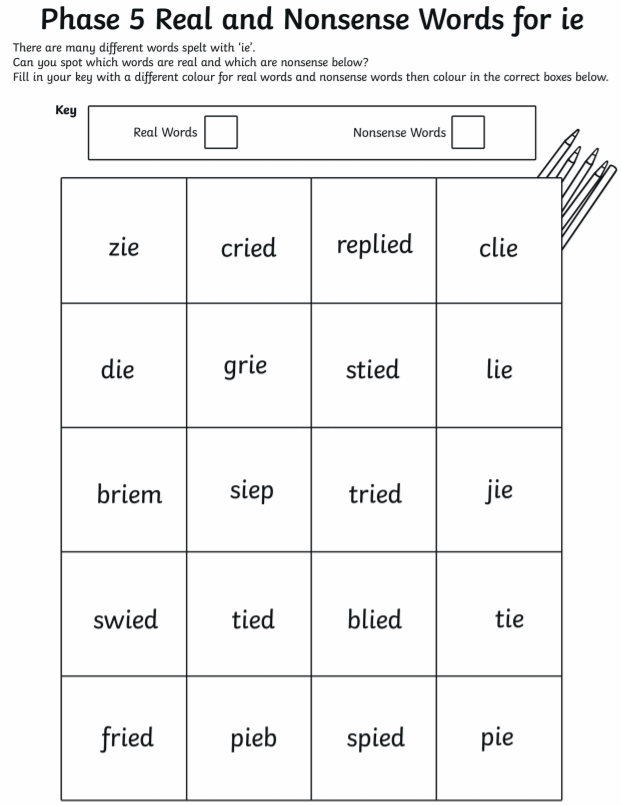 Phase 5 Real and Nonsense Words for ie
There are many different words spelt with 'ie'.
Can you spot which words are real and which are nonsense below?
Fill in your key with a different colour for real words and nonsense words then colour in the correct boxes below.
Key
Real Words Nonsense Words
zie cried replied clie
die grie stied lie
briem siep tried jie
swied tied blied tie
fried pieb spied pie